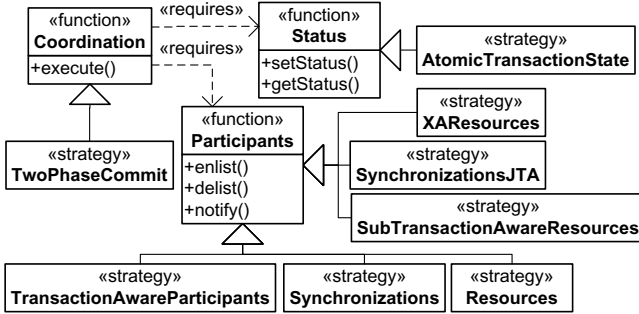 «function»
Coordination
+execute()
«requires»
«requires»
«function»
Status
+setStatus()
+getStatus()
«strategy»
AtomicTransactionState
«strategy»
TwoPhaseCommit
«function»
Participants
+enlist()
+delist()
+notify()
«strategy»
XAResources
«strategy»
SynchronizationsJTA
«strategy»
SubTransactionAwareResources
«strategy»
TransactionAwareParticipants
«strategy»
Synchronizations
«strategy»
Resources